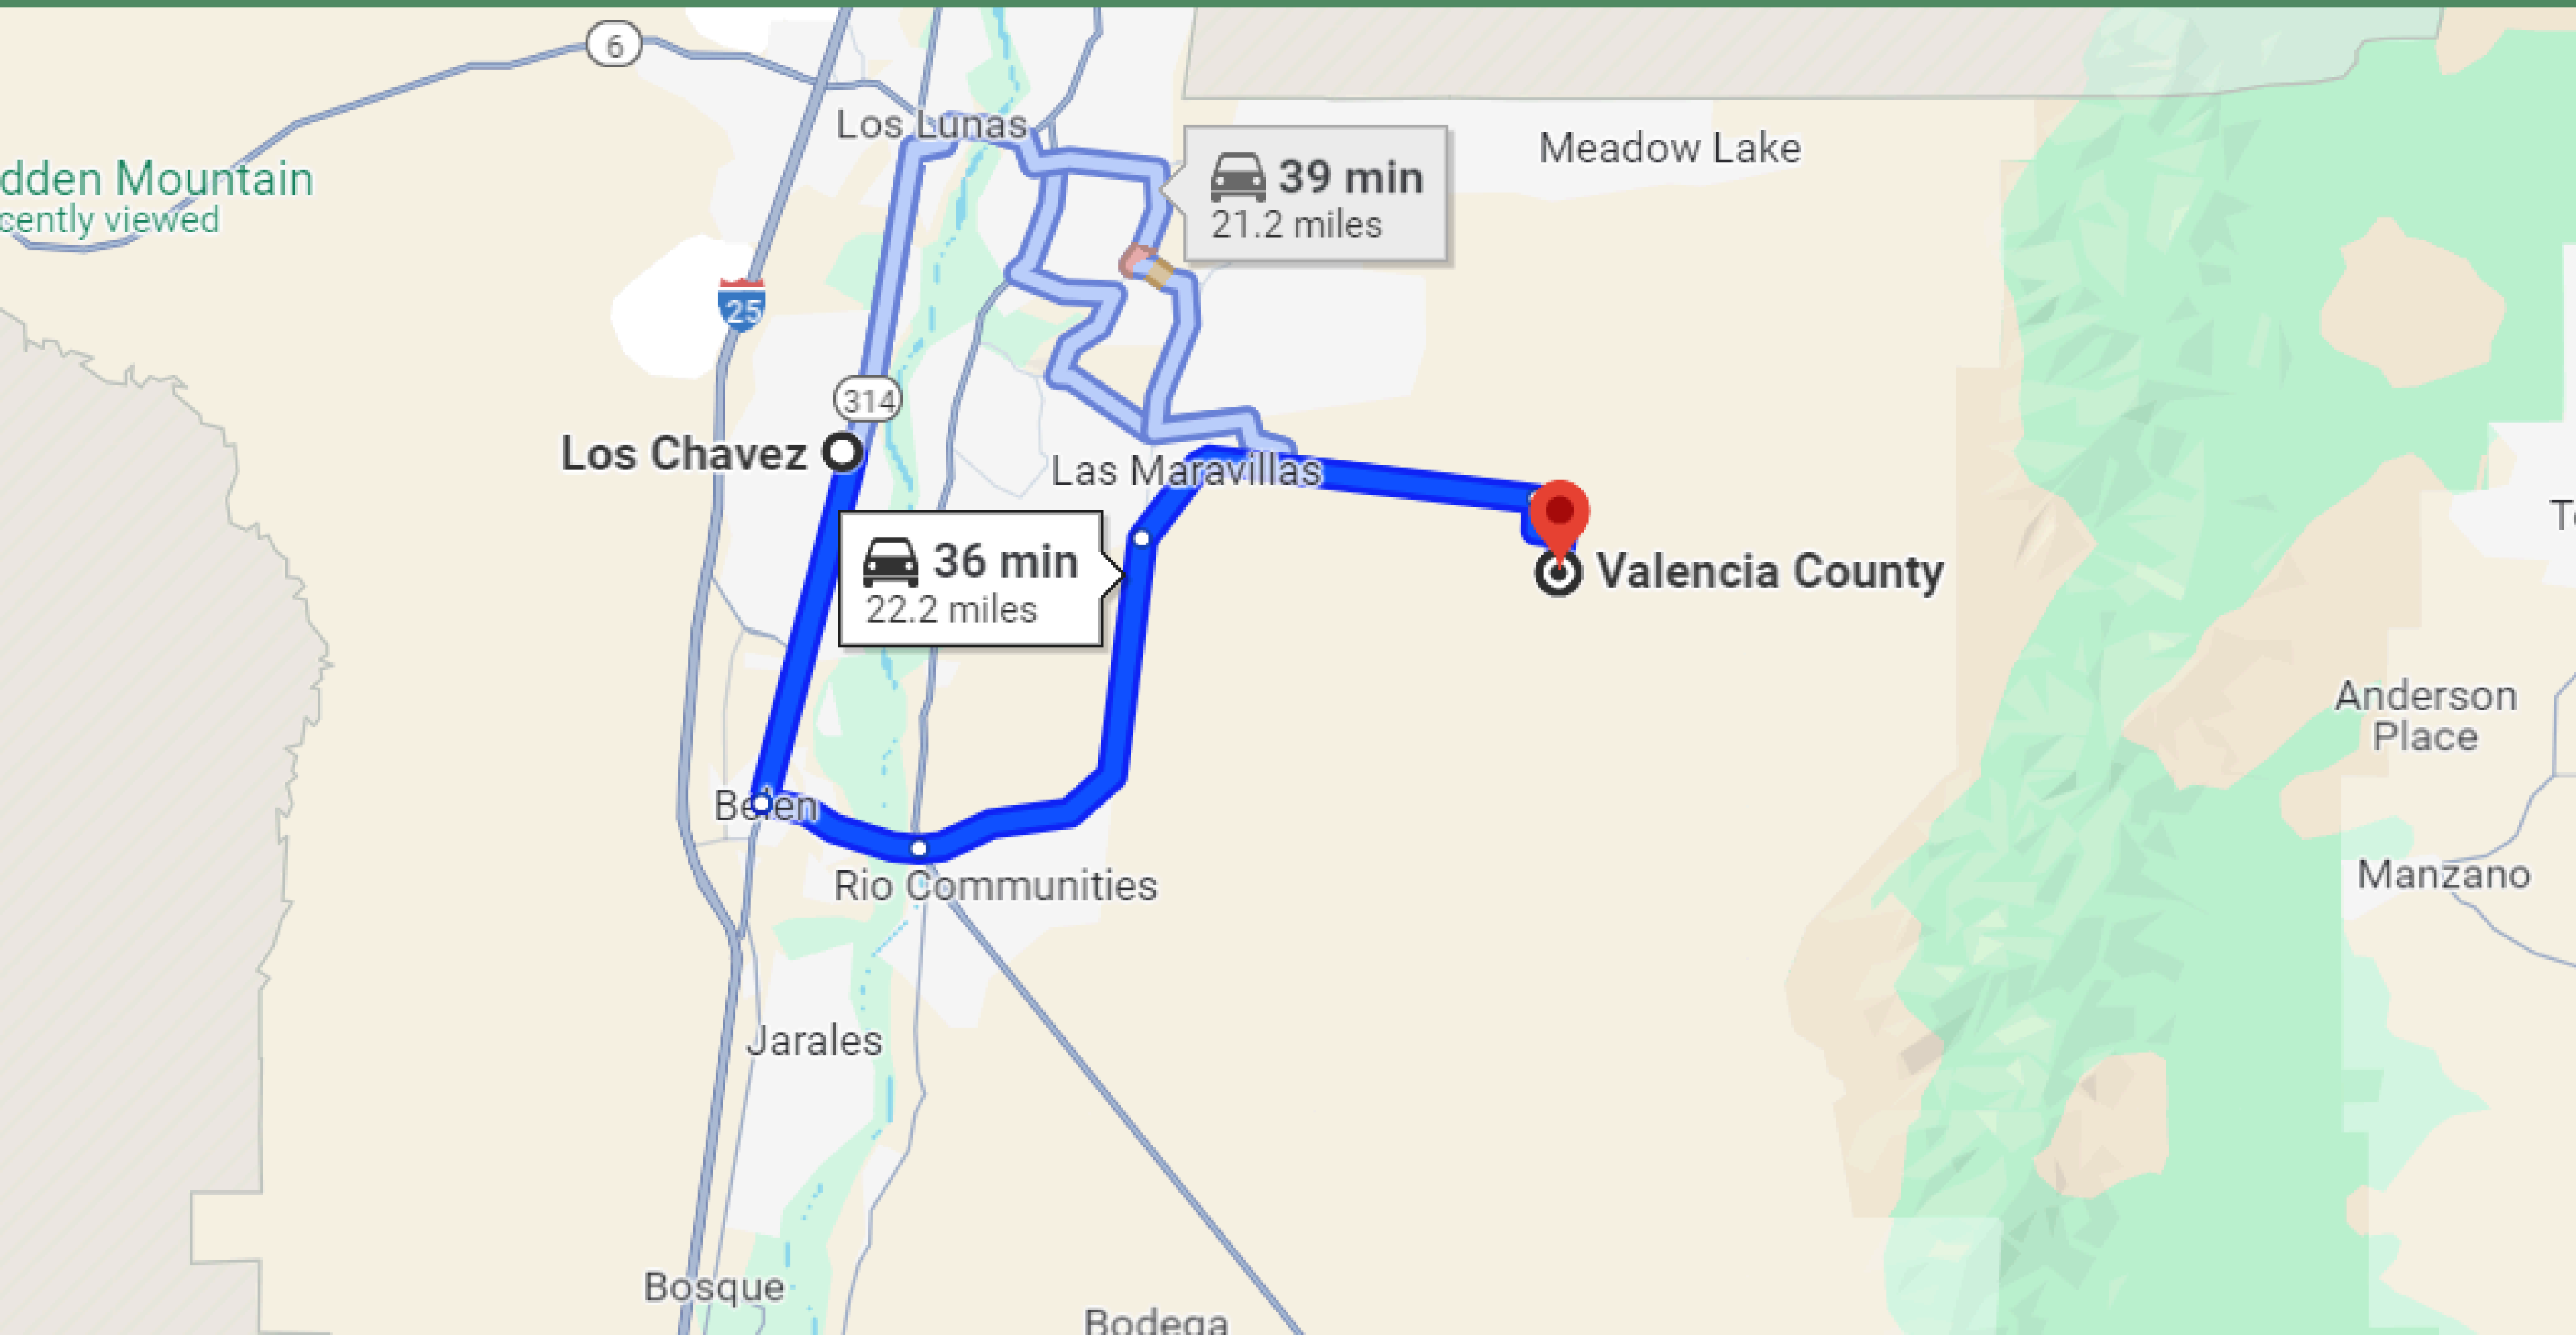 6
Los Lunas
Meadow Lake
39 min
21.2 miles
dden Mountain
cently viewed
25
314
Los Chavez
Las Maravillas
36 min
22.2 miles
Valencia County
Anderson
Place
Belen
Rio Communities
Manzano
Jarales
Bosque
Bodega